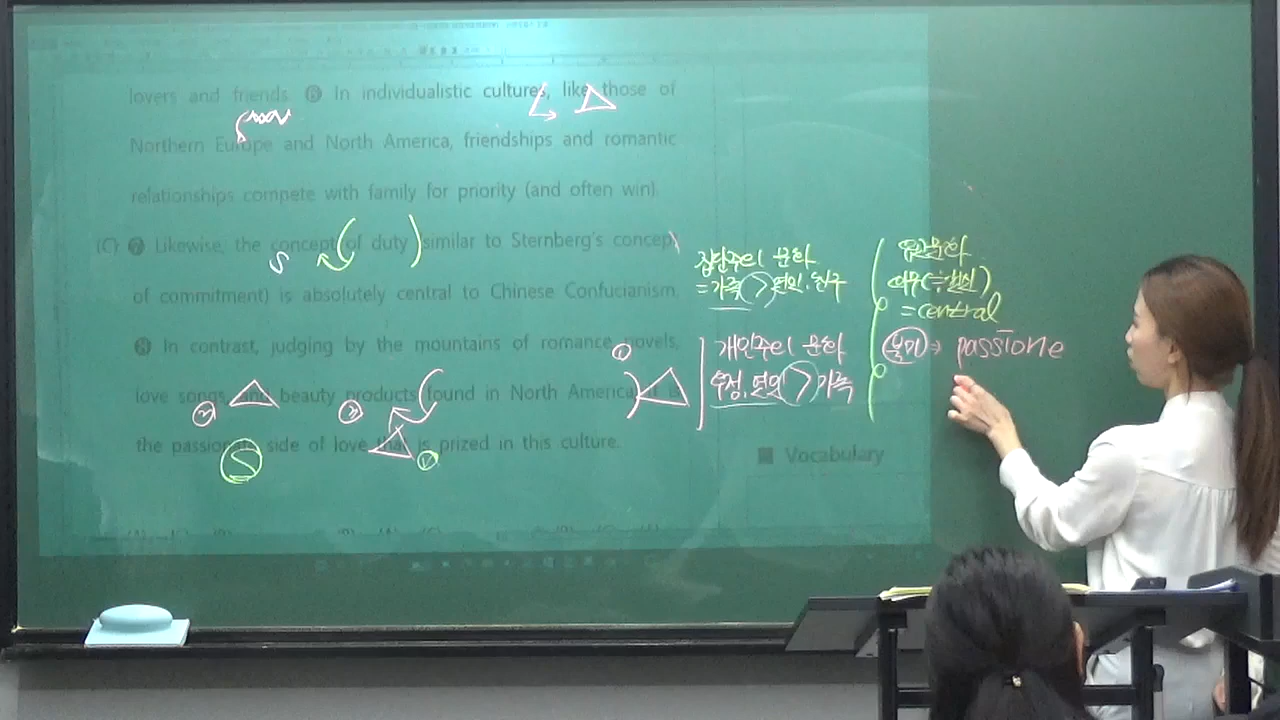 lovers and friends. ⑥ In individualistic cultures, like those of
Northern Europe and North America, friendships and romantic
relationships compete with family for priority (and often win).
(C) ⑦ Likewise, the concept of duty (similar to Sternberg's concept
of commitment) is absolutely central to Chinese Confucianism.
⑧ In contrast, judging by the mountains of romance novels,
love songs, and beauty products found in North America, it is
the passionate side of love that is prized in this culture.
S
② ③ ①
S
V
집단주의 문화
=가족 > 연인, 친구
개인주의 문화
우정, 연인 > 가족
유교문화
의무(≒헌신)
=central
북미 → passione
■ Vocabulary